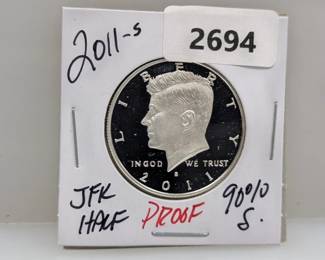 2011-S
2694
LIBERTY
IN GOD WE TRUST
S
2011
JFK
HALF
PROOF
90%
S.